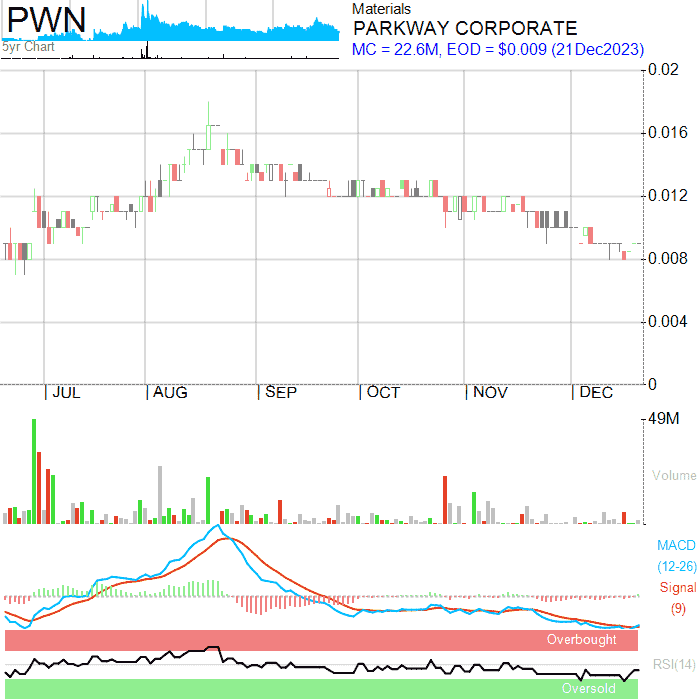 PWN
5yr Chart
Materials
PARKWAY CORPORATE
MC = 22.6M, EOD = $0.009 (21Dec2023)
0.02
0.016
0.012
0.008
0.004
0
JUL AUG SEP OCT NOV DEC
49M
Volume
MACD
(12-26)
Signal
(9)
Overbought
RSI(14)
Oversold